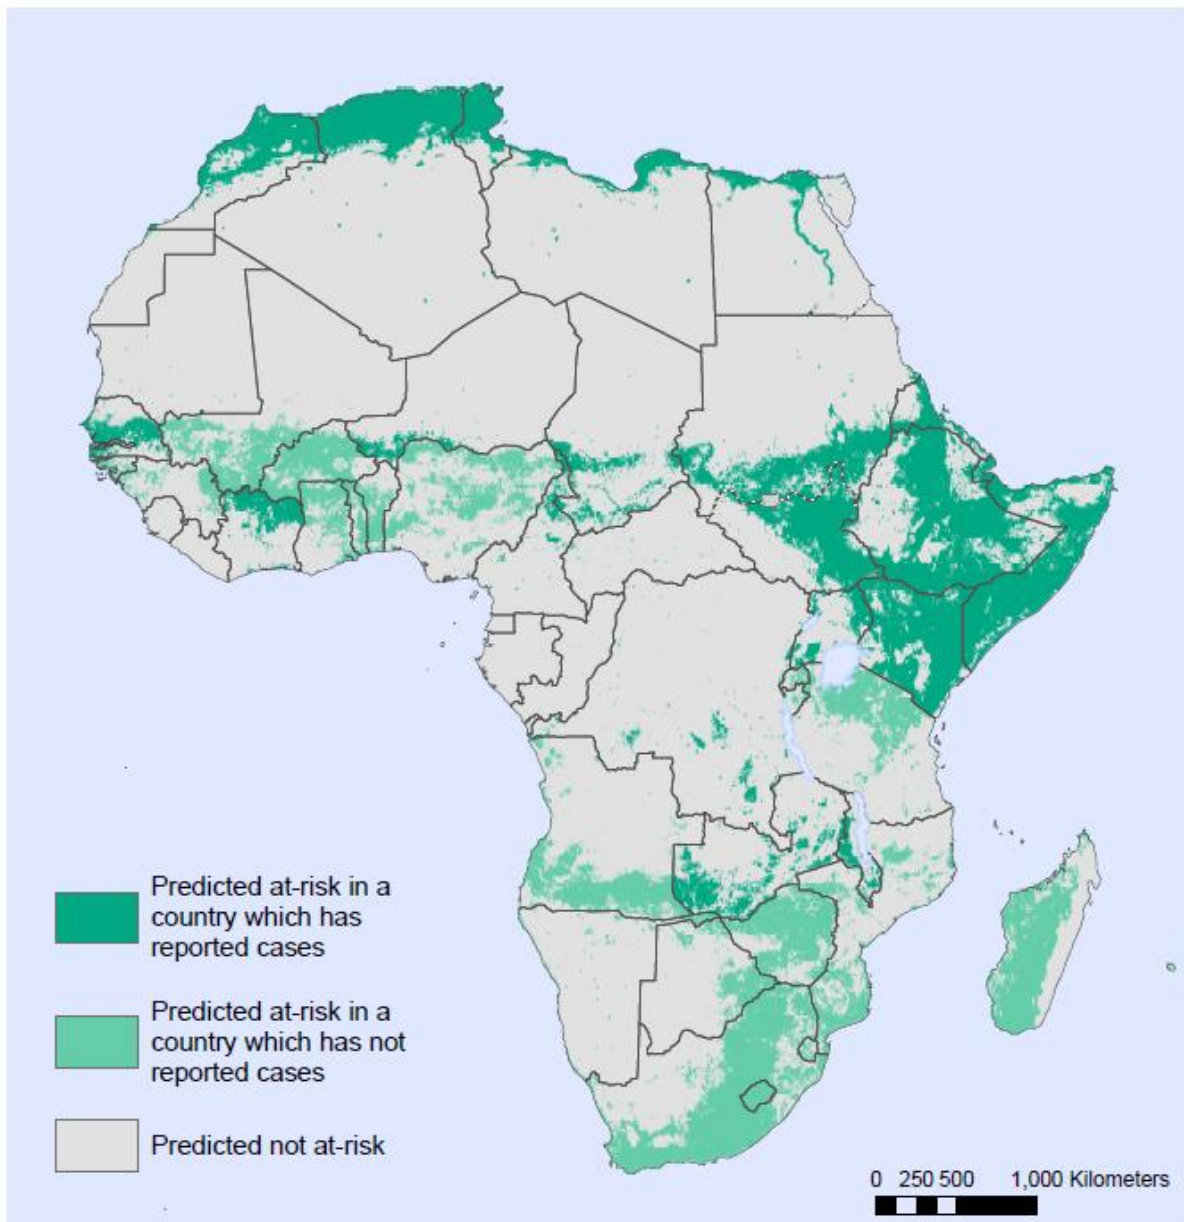 Predicted at-risk in a
country which has
reported cases
Predicted at-risk in a
country which has not
reported cases
Predicted not at-risk
0 250 500 1,000 Kilometers